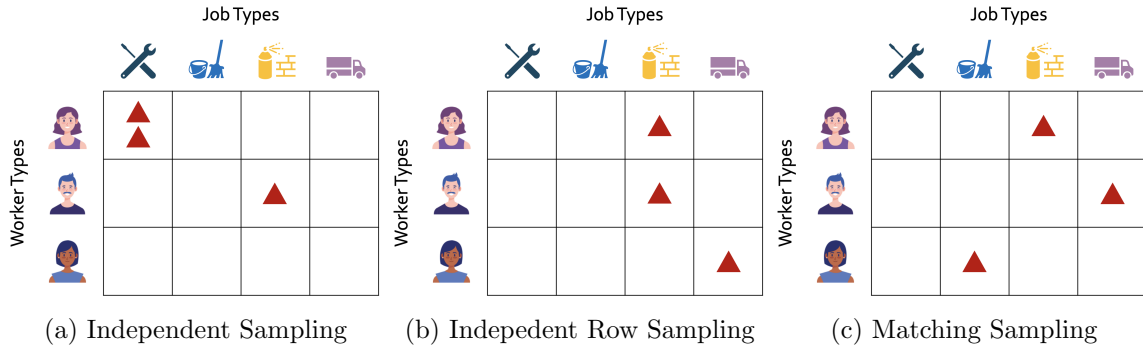 Job Types
Job Types
Job Types
Worker Types
Worker Types
Worker Types
(a) Independent Sampling
(b) Indepedent Row Sampling
(c) Matching Sampling